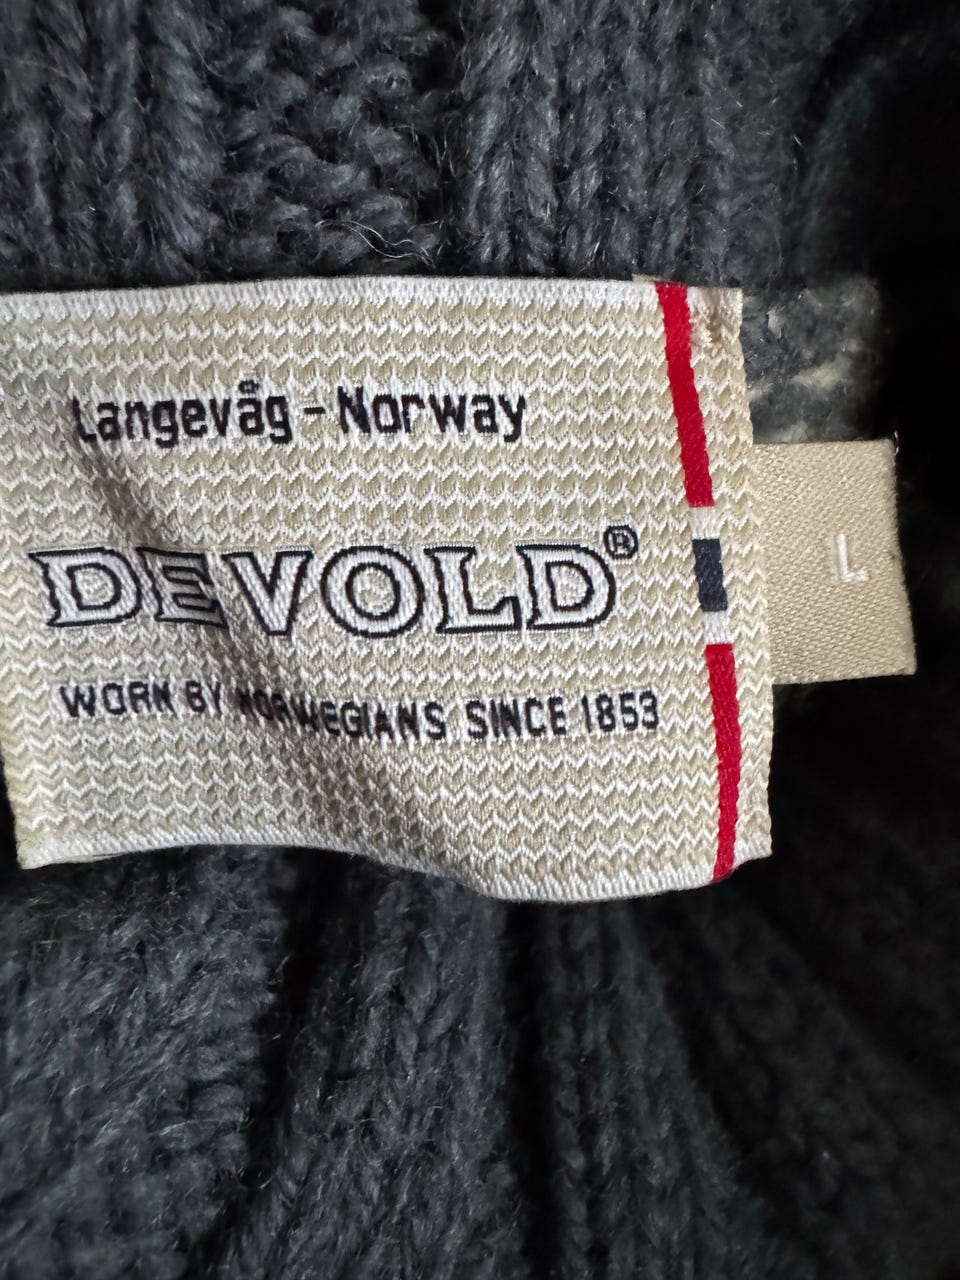 Langevåg - Norway
DEVOLD®
WORN BY NORWEGIANS SINCE 1853
L